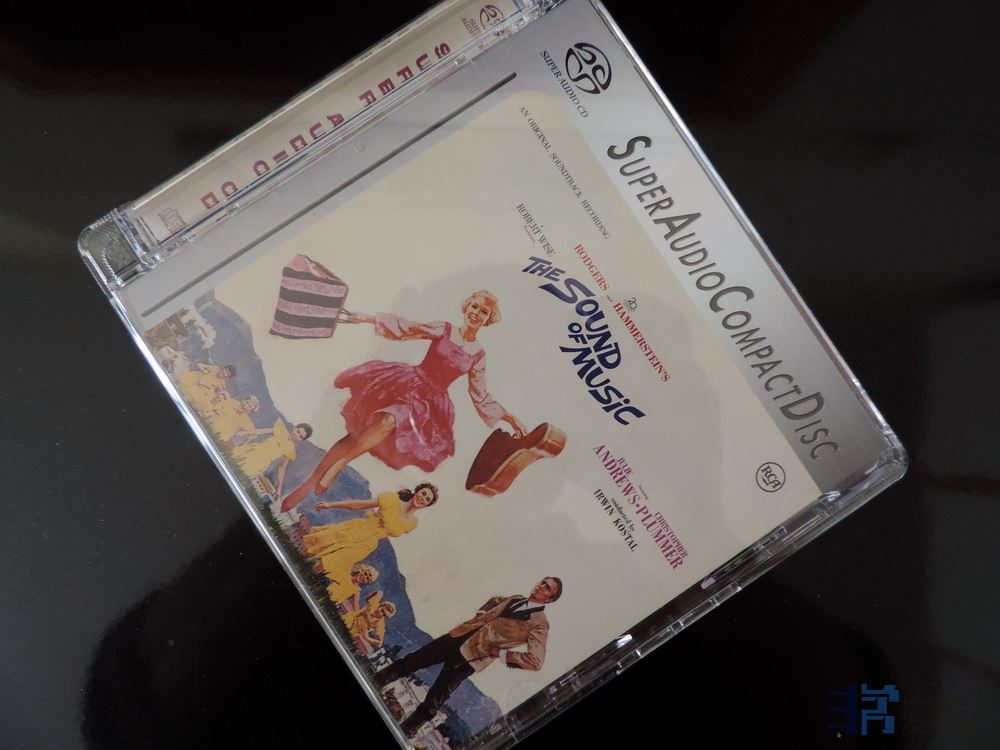 SUPER AUDIO CD
SUPER AUDIO CD
SUPERAUDIOCOMPACTDISC
AN ORIGINAL SOUNDTRACK RECORDING
ROBERT WISE
RODGERS and HAMMERSTEIN'S
THE SOUND
OF MUSIC
Starring
JULIE CHRISTOPHER
ANDREWS·PLUMMER
conducted by
IRWIN KOSTAL
RCA